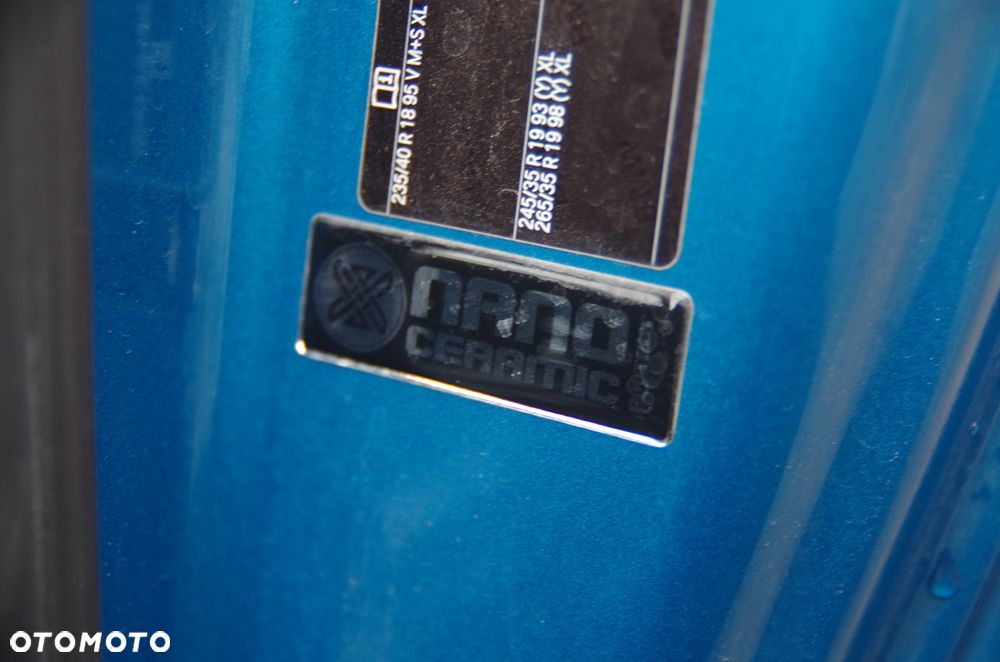 235/40 R 18 95 V M+S XL
245/35 R 19 93 (Y) XL
265/35 R 19 98 (Y) XL
NANO
CERAMIC
OTOMOTO